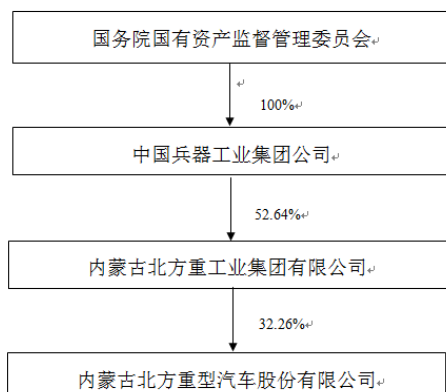 国务院国有资产监督管理委员会
100%
中国兵器工业集团公司
52.64%
内蒙古北方重工业集团有限公司
32.26%
内蒙古北方重型汽车股份有限公司